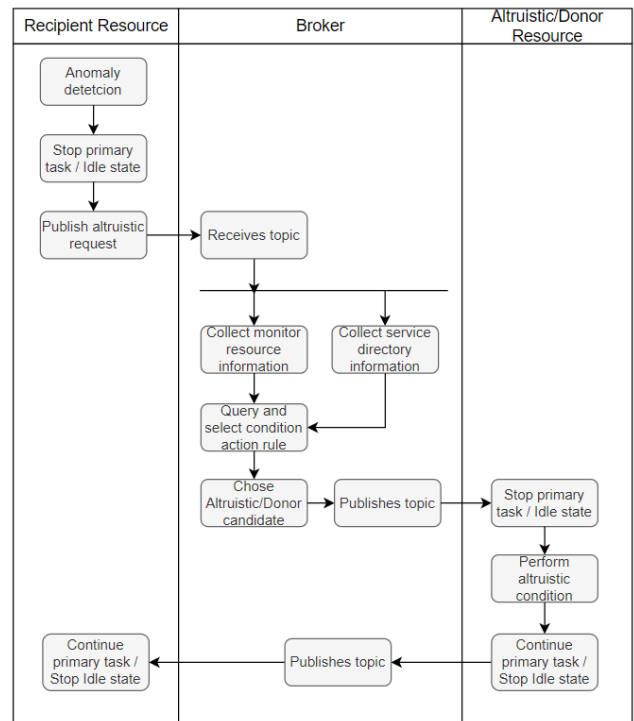 Recipient Resource
Broker
Altruistic/Donor
Resource
Anomaly
detetcion
Stop primary
task / Idle state
Publish altruistic
request
Receives topic
Collect monitor
resource
information
Collect service
directory
information
Query and
select condition
action rule
Chose
Altruistic/Donor
candidate
Publishes topic
Stop primary
task / Idle state
Perform
altruistic
condition
Continue
primary task /
Stop Idle state
Publishes topic
Continue
primary task /
Stop Idle state